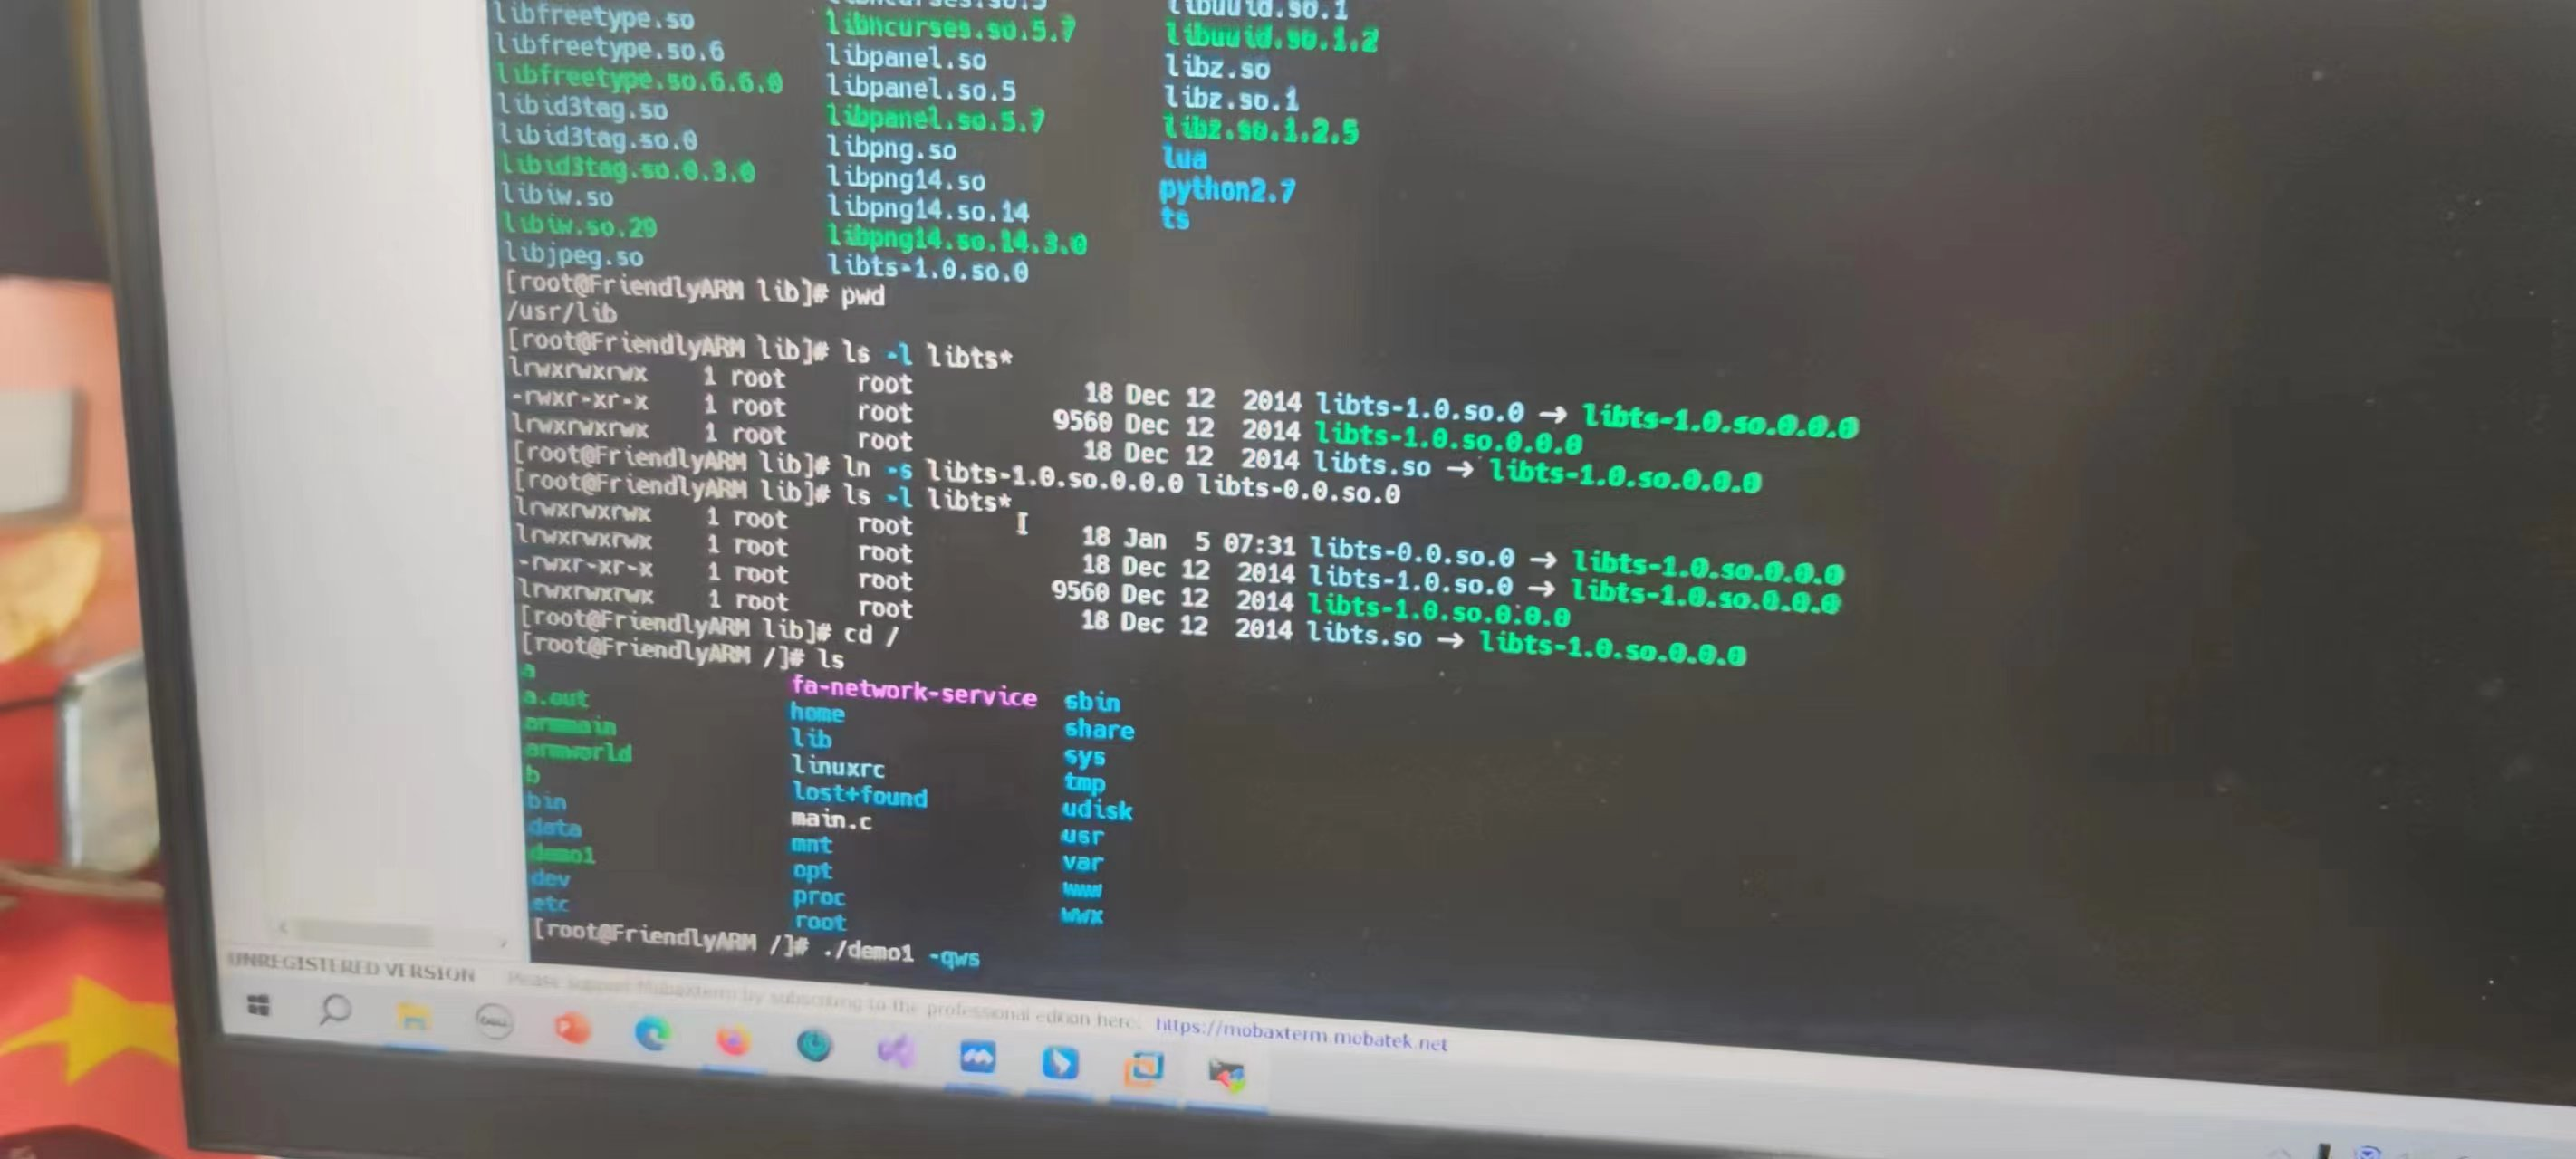 libfreetype.so libncurses.so.5.7 libuuid.so.1
libfreetype.so.6 libpanel.so libuuid.so.1.2
libfreetype.so.6.6.0 libpanel.so.5 libz.so
libid3tag.so libpanel.so.5.7 libz.so.1
libid3tag.so.0 libpng.so libz.so.1.2.5
libid3tag.so.0.3.0 libpng14.so lua
libiw.so libpng14.so.14 python2.7
libiw.so.29 libpng14.so.14.3.0 ts
libjpeg.so libts-1.0.so.0
[root@FriendlyARM lib]# pwd
/usr/lib
[root@FriendlyARM lib]# ls -l libts*
lrwxrwxrwx 1 root root 18 Dec 12 2014 libts-1.0.so.0 → libts-1.0.so.0.0.0
-rwxr-xr-x 1 root root 9560 Dec 12 2014 libts-1.0.so.0.0.0
lrwxrwxrwx 1 root root 18 Dec 12 2014 libts.so → libts-1.0.so.0.0.0
[root@FriendlyARM lib]# ln -s libts-1.0.so.0.0.0 libts-0.0.so.0
[root@FriendlyARM lib]# ls -l libts*
lrwxrwxrwx 1 root root 18 Jan 5 07:31 libts-0.0.so.0 → libts-1.0.so.0.0.0
lrwxrwxrwx 1 root root 18 Dec 12 2014 libts-1.0.so.0 → libts-1.0.so.0.0.0
-rwxr-xr-x 1 root root 9560 Dec 12 2014 libts-1.0.so.0.0.0
lrwxrwxrwx 1 root root 18 Dec 12 2014 libts.so → libts-1.0.so.0.0.0
[root@FriendlyARM lib]# cd /
[root@FriendlyARM /]# ls
a fa-network-service sbin
a.out home share
armmain lib sys
armworld linuxrc tmp
b lost+found udisk
bin main.c usr
data mnt var
demo1 opt www
dev proc wwx
etc root
[root@FriendlyARM /]# ./demo1 -qws
UNREGISTERED VERSION Please support MobaXterm by subscribing to the professional edition here: https://mobaxterm.mobatek.net
DELL